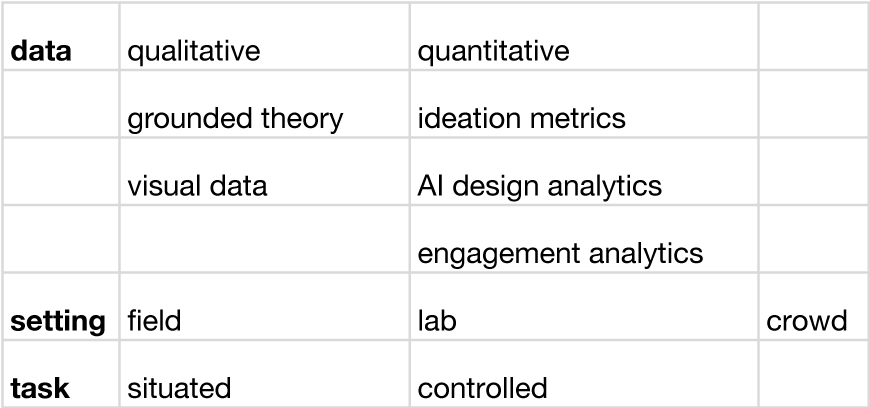 data qualitative quantitative
grounded theory ideation metrics
visual data AI design analytics
engagement analytics
setting field lab crowd
task situated controlled